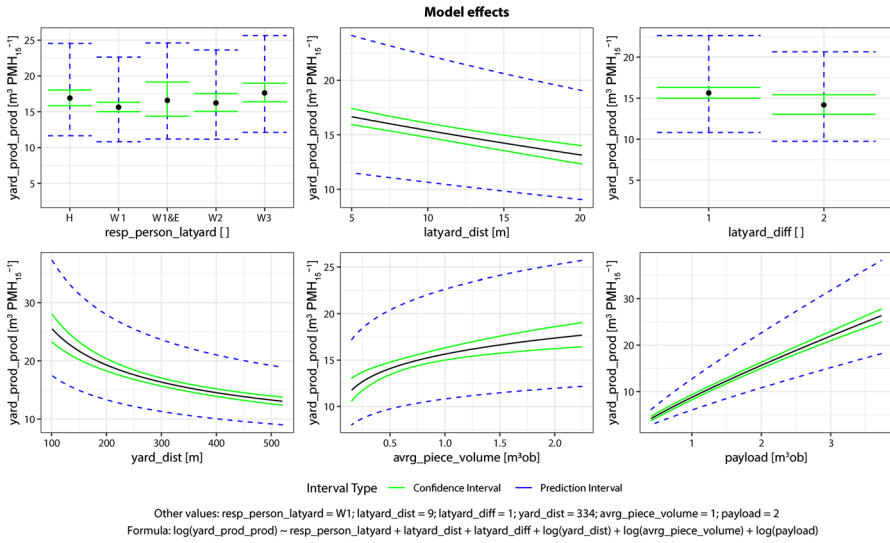 Model effects
yard_prod_prod [m³ PMH₁₅⁻¹]
25
20
15
10
5
H
W1
W1&E
W2
W3
resp_person_latyard [ ]
yard_prod_prod [m³ PMH₁₅⁻¹]
20
15
10
5
10
15
20
latyard_dist [m]
yard_prod_prod [m³ PMH₁₅⁻¹]
20
15
10
5
1
2
latyard_diff [ ]
yard_prod_prod [m³ PMH₁₅⁻¹]
30
20
10
100
200
300
400
500
yard_dist [m]
yard_prod_prod [m³ PMH₁₅⁻¹]
25
20
15
10
0.5
1.0
1.5
2.0
avrg_piece_volume [m³ob]
yard_prod_prod [m³ PMH₁₅⁻¹]
30
20
10
1
2
3
payload [m³ob]
Interval Type Confidence Interval Prediction Interval
Other values: resp_person_latyard = W1; latyard_dist = 9; latyard_diff = 1; yard_dist = 334; avrg_piece_volume = 1; payload = 2
Formula: log(yard_prod_prod) ~ resp_person_latyard + latyard_dist + latyard_diff + log(yard_dist) + log(avrg_piece_volume) + log(payload)